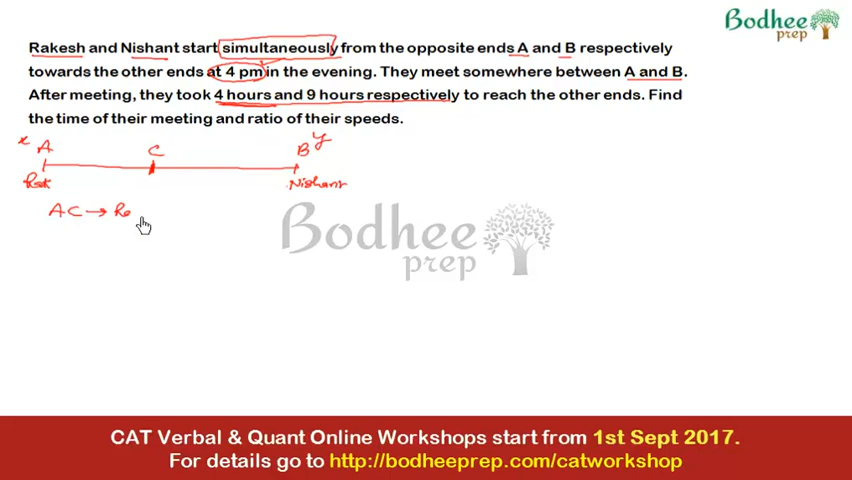 Bodhee
prep
Rakesh and Nishant start simultaneously from the opposite ends A and B respectively
towards the other ends at 4 pm in the evening. They meet somewhere between A and B.
After meeting, they took 4 hours and 9 hours respectively to reach the other ends. Find
the time of their meeting and ratio of their speeds.
x A C B y
Rak Nishant
AC → Ra
Bodhee
prep
CAT Verbal & Quant Online Workshops start from 1st Sept 2017.
For details go to http://bodheeprep.com/catworkshop